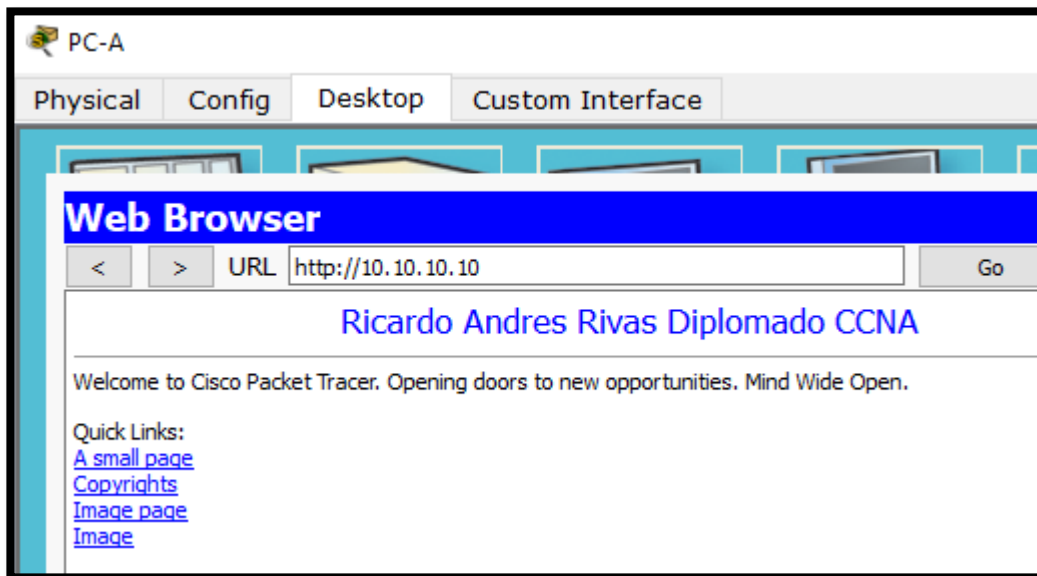 PC-A
Physical Config Desktop Custom Interface
Web Browser
< > URL http://10.10.10.10 Go
Ricardo Andres Rivas Diplomado CCNA
Welcome to Cisco Packet Tracer. Opening doors to new opportunities. Mind Wide Open.
Quick Links:
A small page
Copyrights
Image page
Image